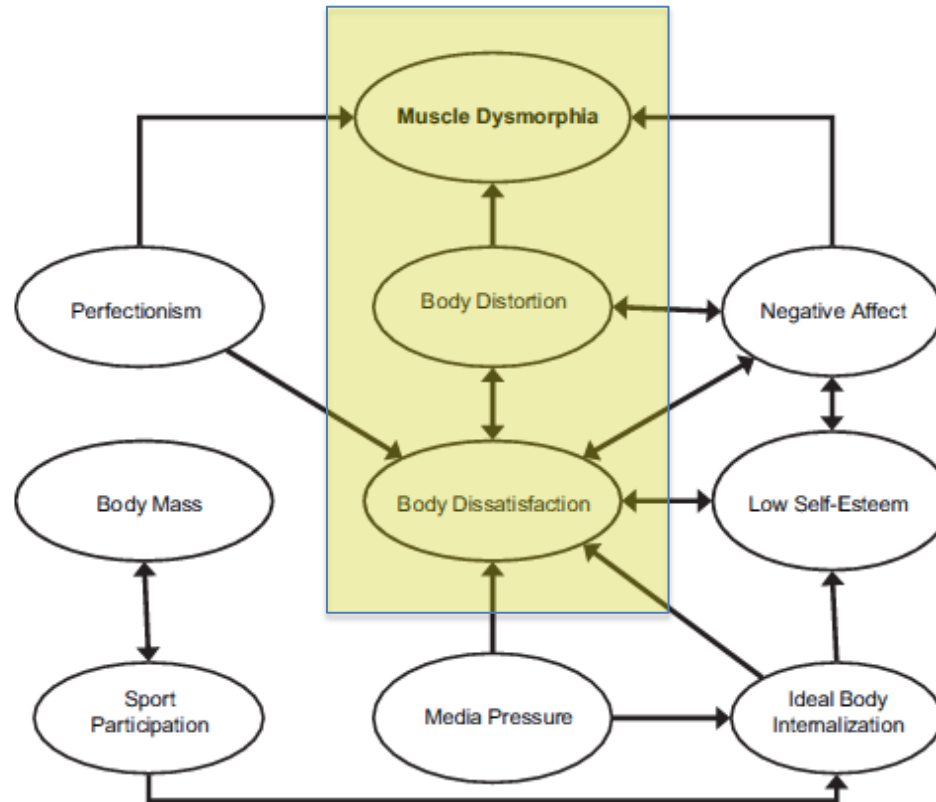 Muscle Dysmorphia
Perfectionism
Body Distortion
Negative Affect
Body Mass
Body Dissatisfaction
Low Self-Esteem
Sport
Participation
Media Pressure
Ideal Body
Internalization